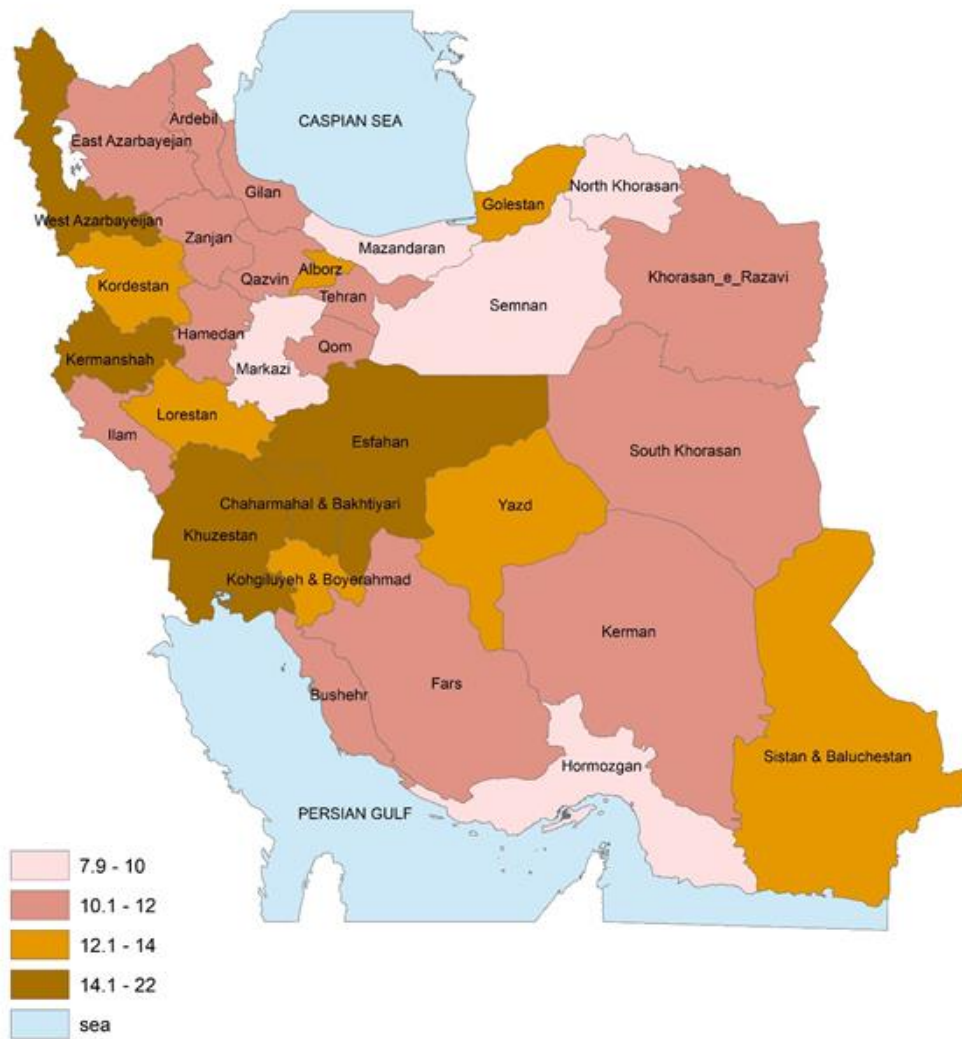 CASPIAN SEA
Ardebil
East Azarbayejan
North Khorasan
Gilan
Golestan
West Azarbayeijan
Zanjan
Mazandaran
Alborz
Khorasan_e_Razavi
Qazvin
Kordestan
Tehran
Semnan
Hamedan
Qom
Kermanshah
Markazi
Lorestan
Ilam
Esfahan
South Khorasan
Chaharmahal & Bakhtiyari
Yazd
Khuzestan
Kohgiluyeh & Boyerahmad
Kerman
Fars
Bushehr
Sistan & Baluchestan
Hormozgan
PERSIAN GULF
7.9 - 10
10.1 - 12
12.1 - 14
14.1 - 22
sea